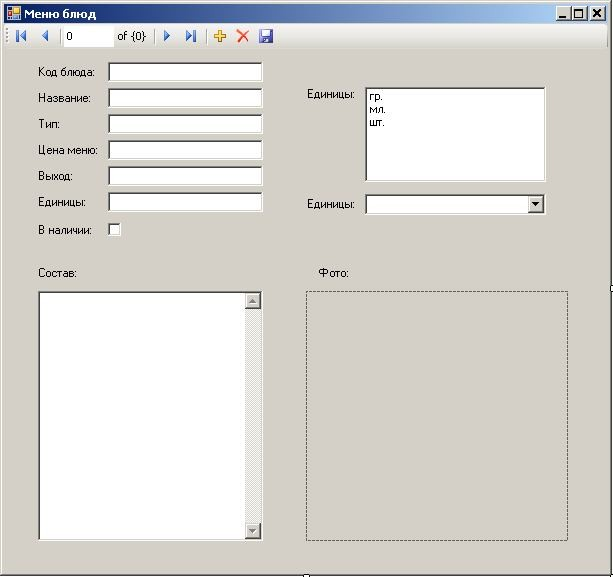 Меню блюд
0 of {0}
Код блюда:
Название:
Тип:
Цена меню:
Выход:
Единицы:
В наличии:
Единицы:
гр.
мл.
шт.
Единицы:
Состав:
Фото: